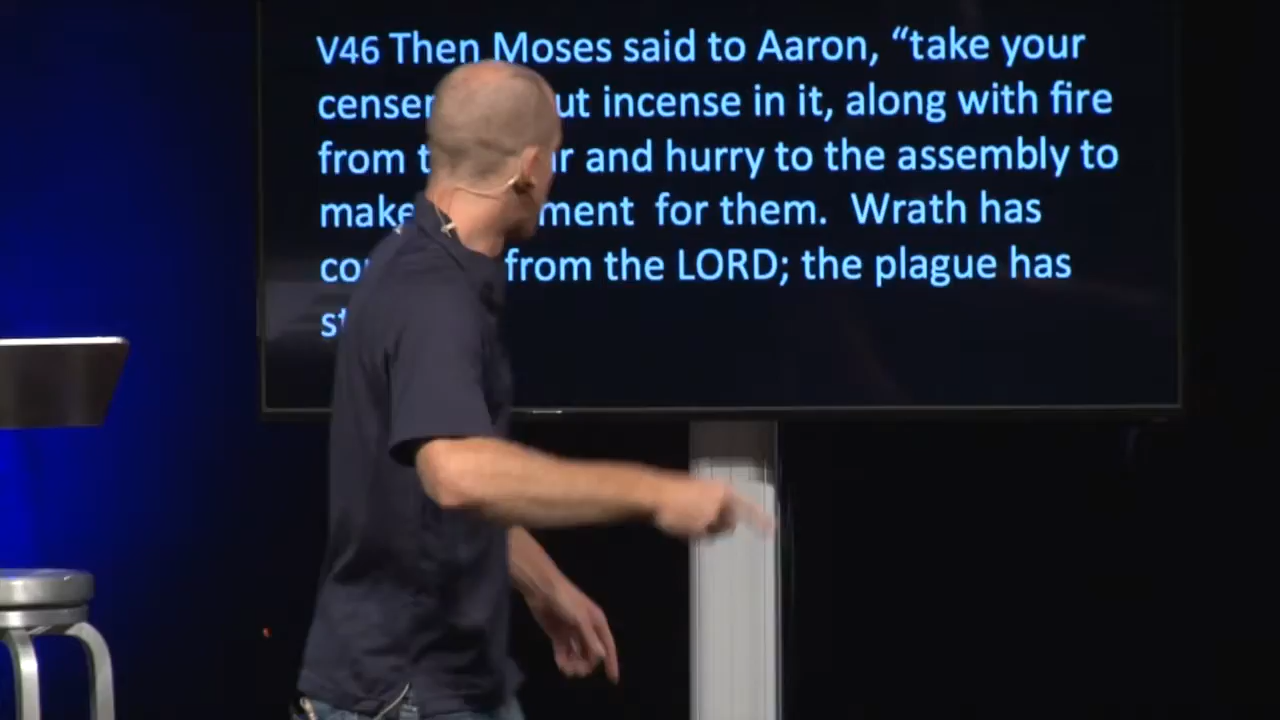 V46 Then Moses said to Aaron, “take your
censer ut incense in it, along with fire
from r and hurry to the assembly to
make ment for them. Wrath has
from the LORD; the plague has